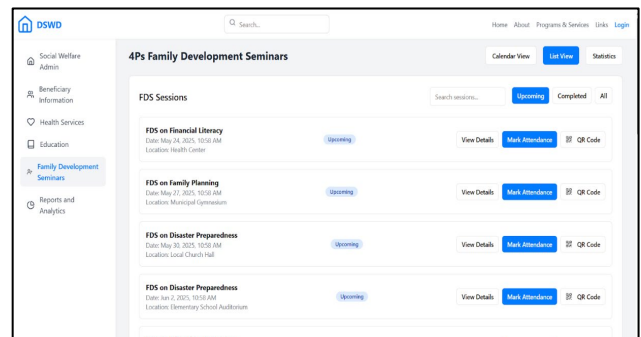 DSWD
Search...
Home About Programs & Services Links Login
Social Welfare
Admin
Beneficiary
Information
Health Services
Education
Family Development
Seminars
Reports and
Analytics
4Ps Family Development Seminars
Calendar View List View Statistics
FDS Sessions
Search sessions... Upcoming Completed All
FDS on Financial Literacy
Date: May 24, 2025, 10:58 AM
Location: Health Center
Upcoming
View Details Mark Attendance QR Code
FDS on Family Planning
Date: May 27, 2025, 10:58 AM
Location: Municipal Gymnasium
Upcoming
View Details Mark Attendance QR Code
FDS on Disaster Preparedness
Date: May 30, 2025, 10:58 AM
Location: Local Church Hall
Upcoming
View Details Mark Attendance QR Code
FDS on Disaster Preparedness
Date: Jun 2, 2025, 10:58 AM
Location: Elementary School Auditorium
Upcoming
View Details Mark Attendance QR Code